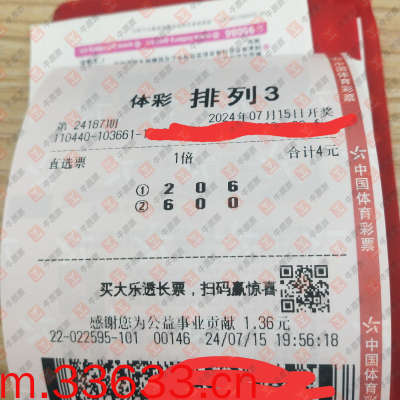 95086
体彩 排列3
第 24187期
2024年07月15日开奖
110440-103661-
直选票 1倍 合计4元
① 2 0 6
② 6 0 0
买大乐透长票，扫码赢惊喜
感谢您为公益事业贡献 1.36元
22-022595-101 00146 24/07/15 19:56:18
中国体育彩票
中国体育彩票
m.33633.cn